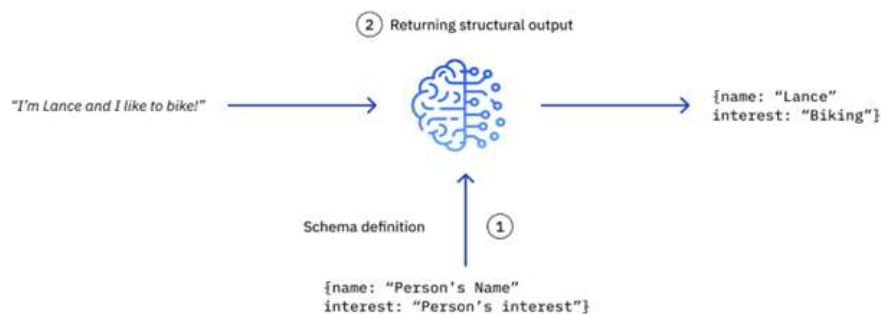 ② Returning structural output
“I’m Lance and I like to bike!”
{name: “Lance”
interest: “Biking”}
Schema definition ①
{name: “Person’s Name”
interest: “Person’s interest”}